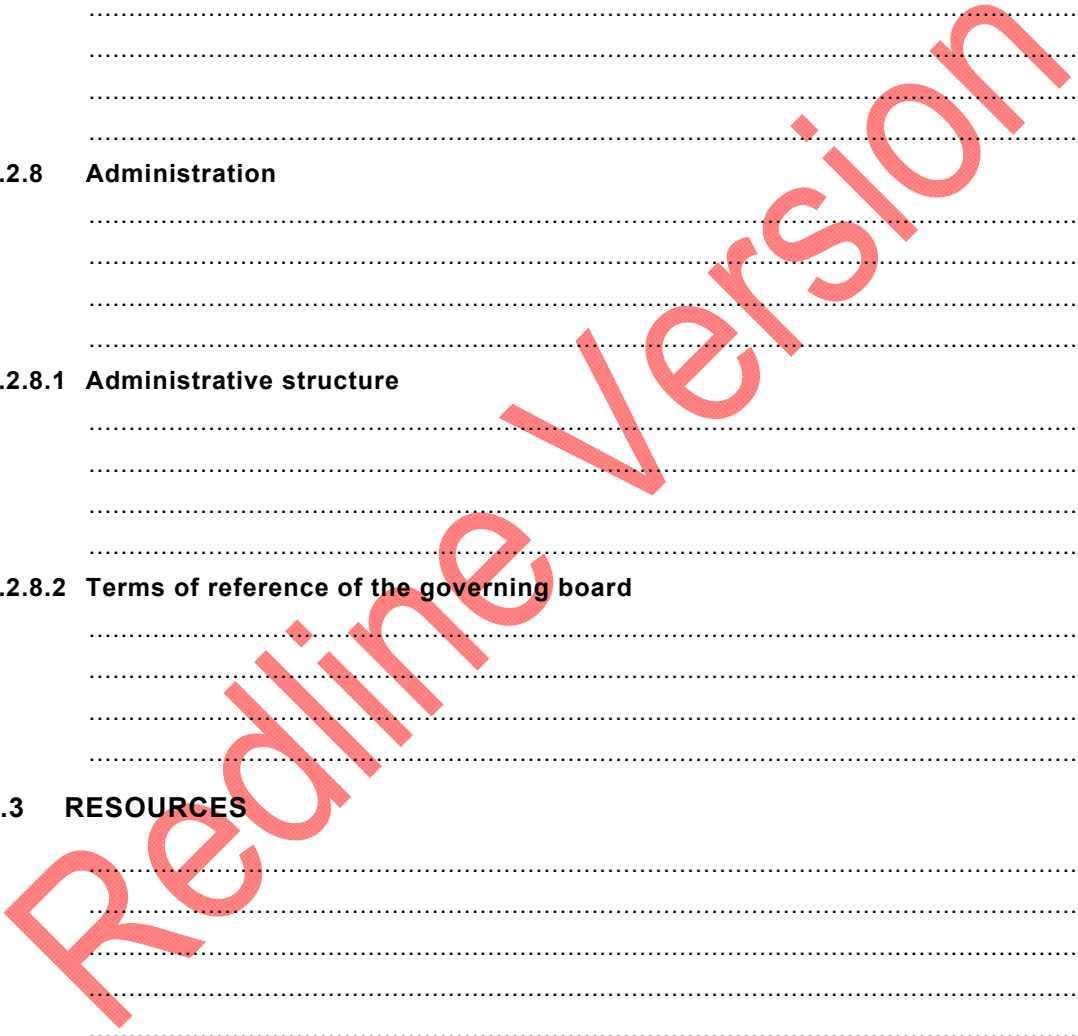 .2.8 Administration
.2.8.1 Administrative structure
.2.8.2 Terms of reference of the governing board
.3 RESOURCES
Redline Version